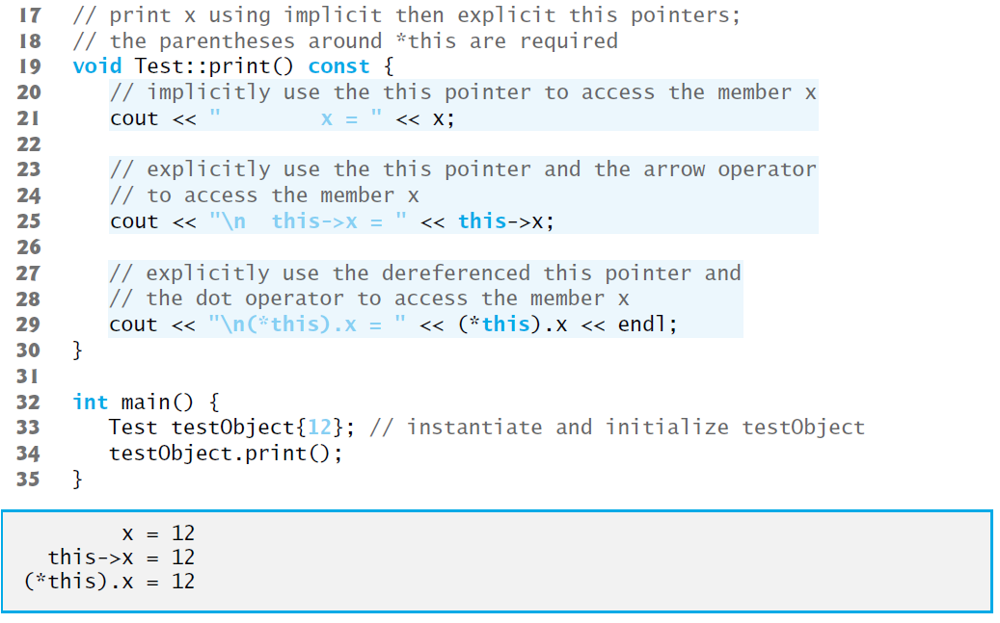 17 // print x using implicit then explicit this pointers;
18 // the parentheses around *this are required
19 void Test::print() const {
20    // implicitly use the this pointer to access the member x
21    cout << "        x = " << x;
22
23    // explicitly use the this pointer and the arrow operator
24    // to access the member x
25    cout << "\n  this->x = " << this->x;
26
27    // explicitly use the dereferenced this pointer and
28    // the dot operator to access the member x
29    cout << "\n(*this).x = " << (*this).x << endl;
30 }
31
32 int main() {
33    Test testObject{12}; // instantiate and initialize testObject
34    testObject.print();
35 }
        x = 12
  this->x = 12
(*this).x = 12